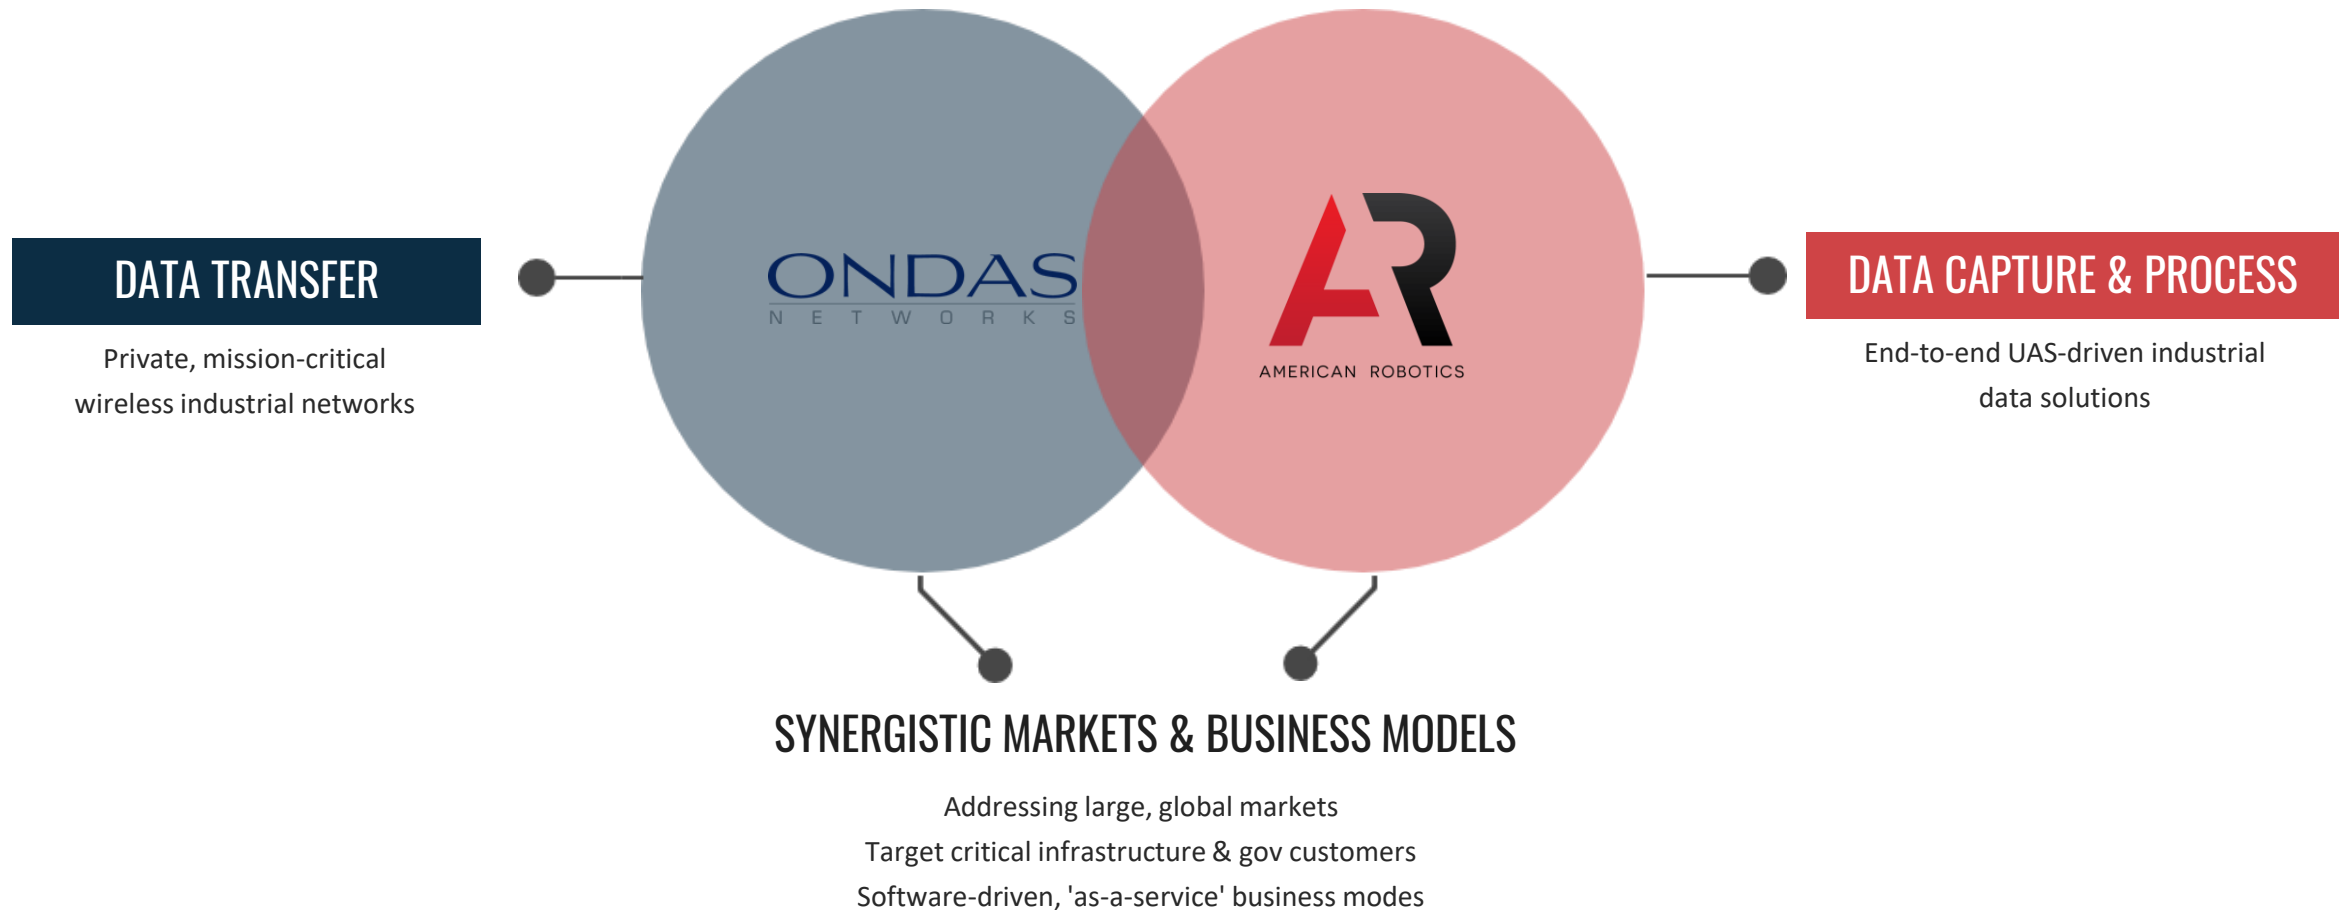 DATA TRANSFER
Private, mission-critical
wireless industrial networks
ONDAS
NETWORKS
AR
AMERICAN ROBOTICS
DATA CAPTURE & PROCESS
End-to-end UAS-driven industrial
data solutions
SYNERGISTIC MARKETS & BUSINESS MODELS
Addressing large, global markets
Target critical infrastructure & gov customers
Software-driven, 'as-a-service' business modes